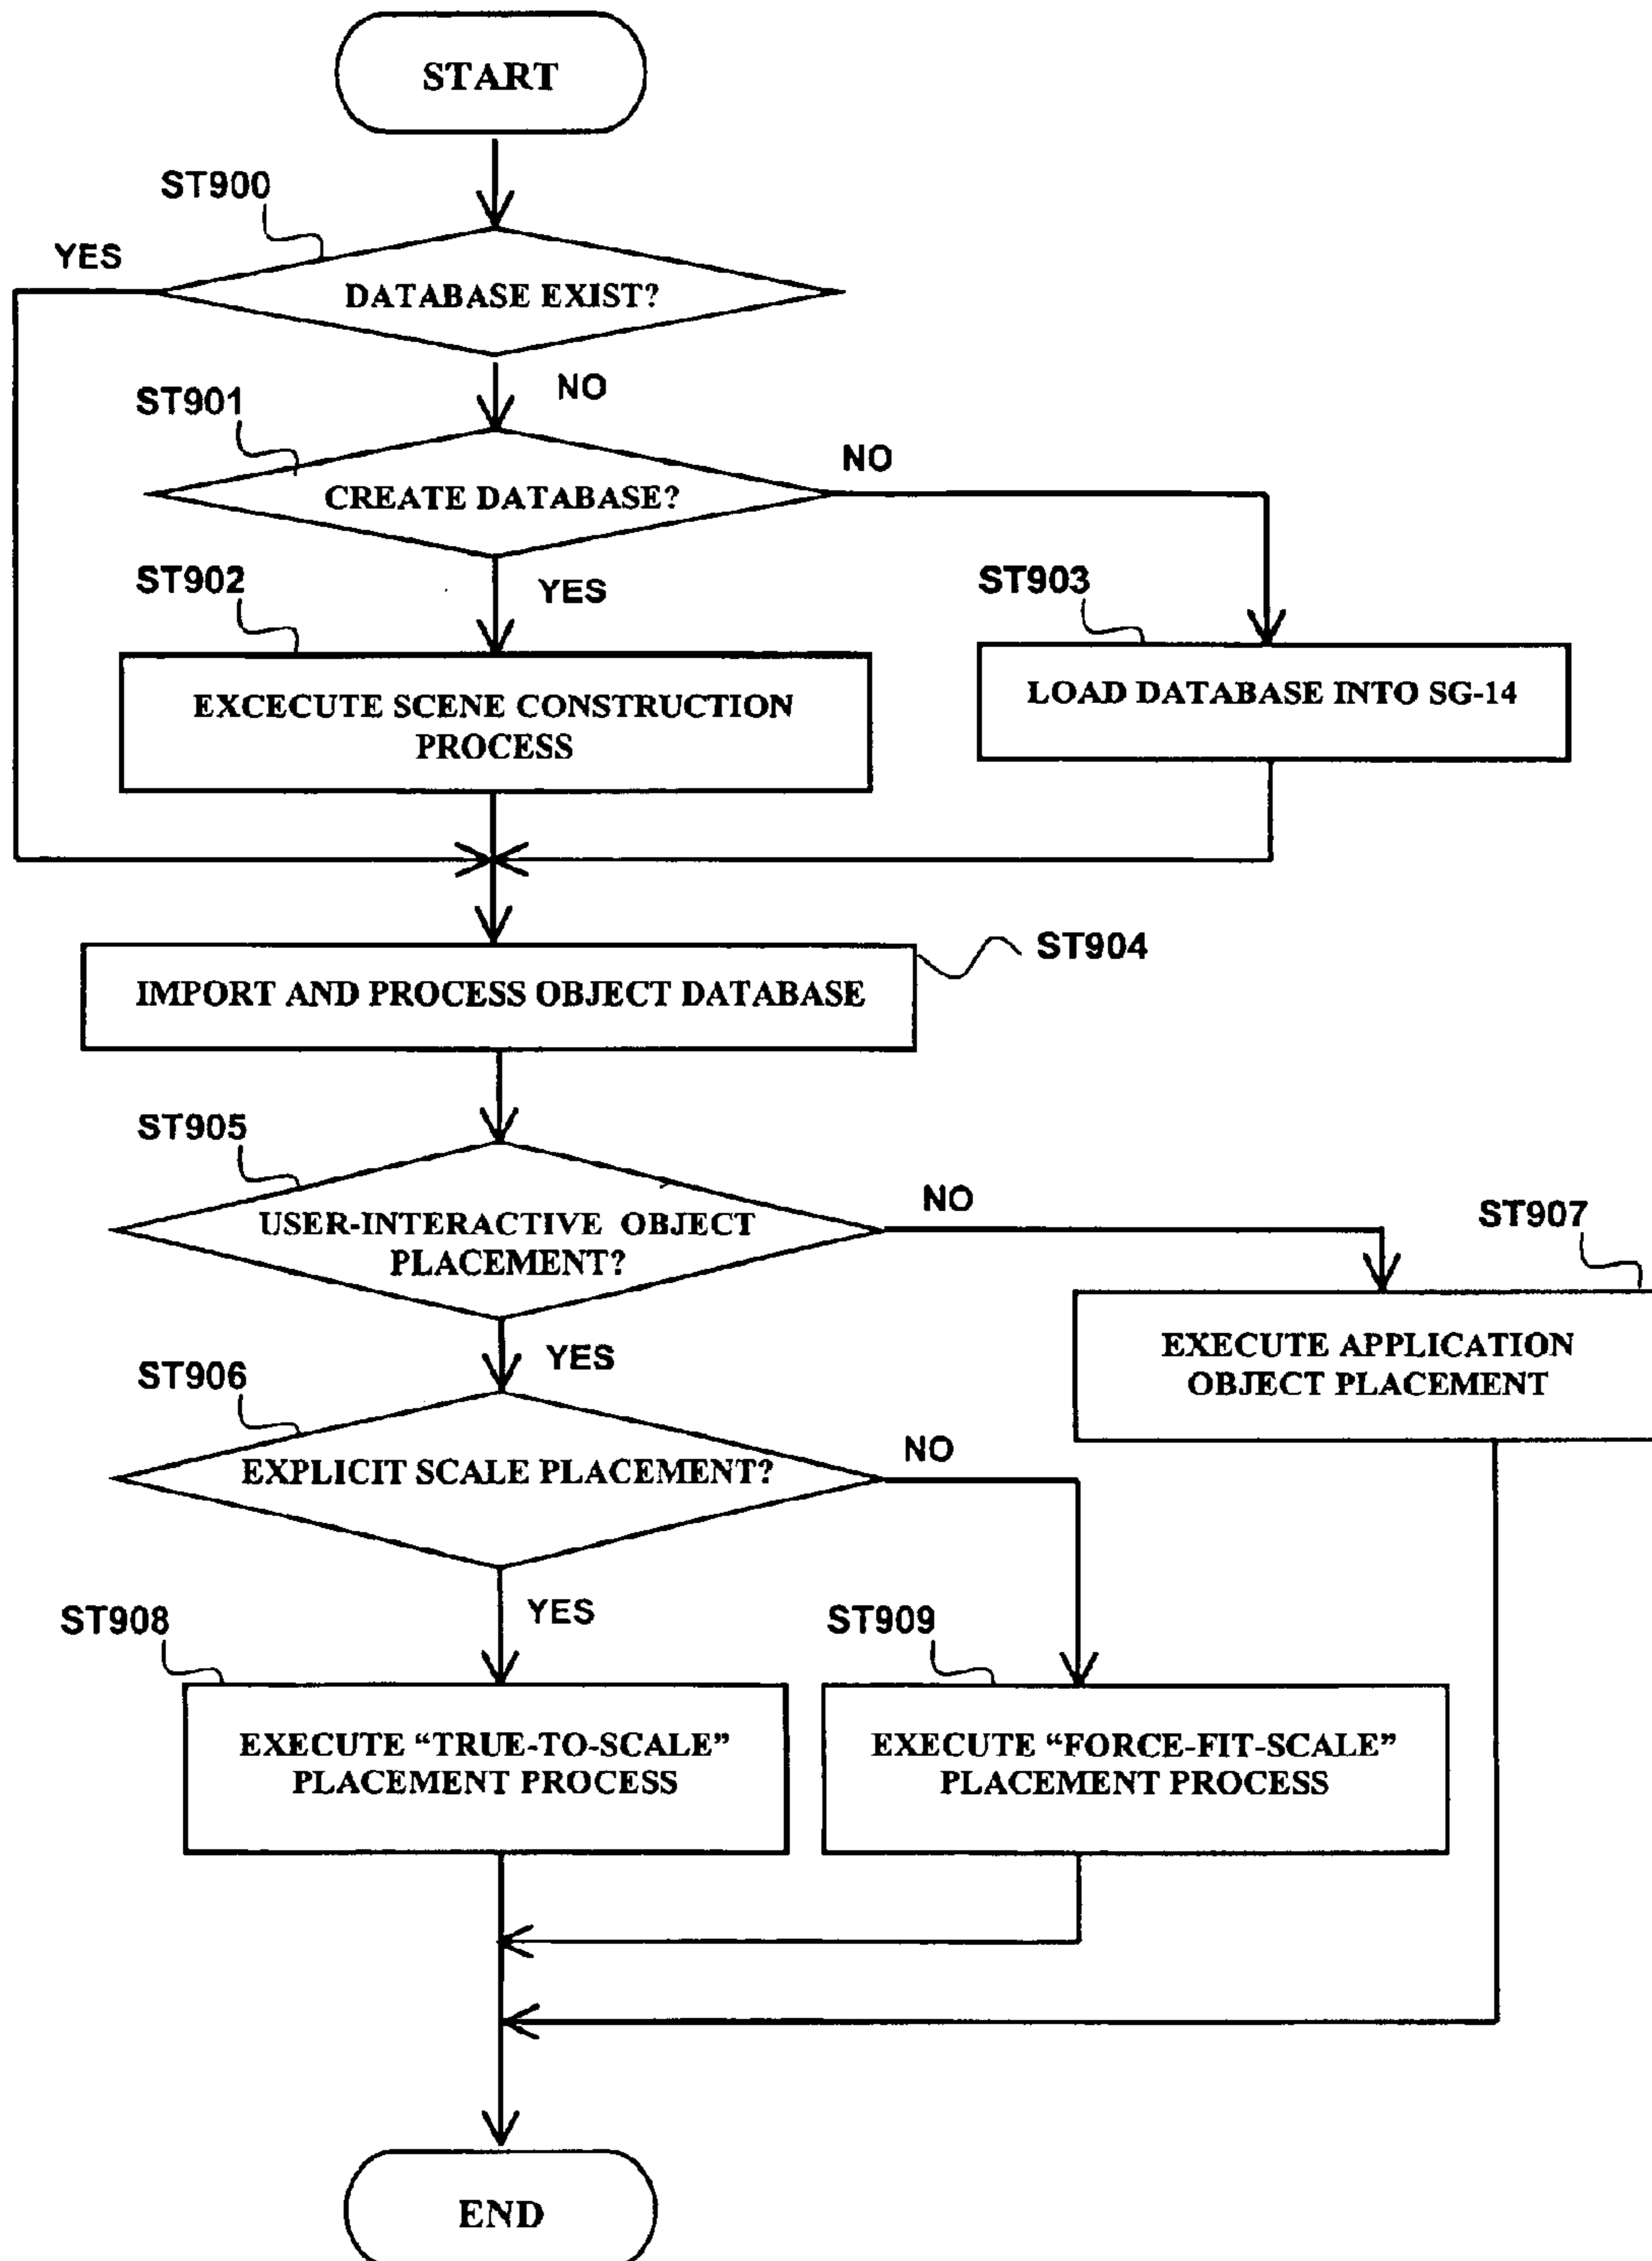 START
ST900
YES
DATABASE EXIST?
NO
ST901
NO
CREATE DATABASE?
ST902
YES
ST903
EXCECUTE SCENE CONSTRUCTION
PROCESS
LOAD DATABASE INTO SG-14
ST904
IMPORT AND PROCESS OBJECT DATABASE
ST905
NO
ST907
USER-INTERACTIVE OBJECT
PLACEMENT?
EXECUTE APPLICATION
OBJECT PLACEMENT
YES
ST906
NO
EXPLICIT SCALE PLACEMENT?
YES
ST908
ST909
EXECUTE “TRUE-TO-SCALE”
PLACEMENT PROCESS
EXECUTE “FORCE-FIT-SCALE”
PLACEMENT PROCESS
END